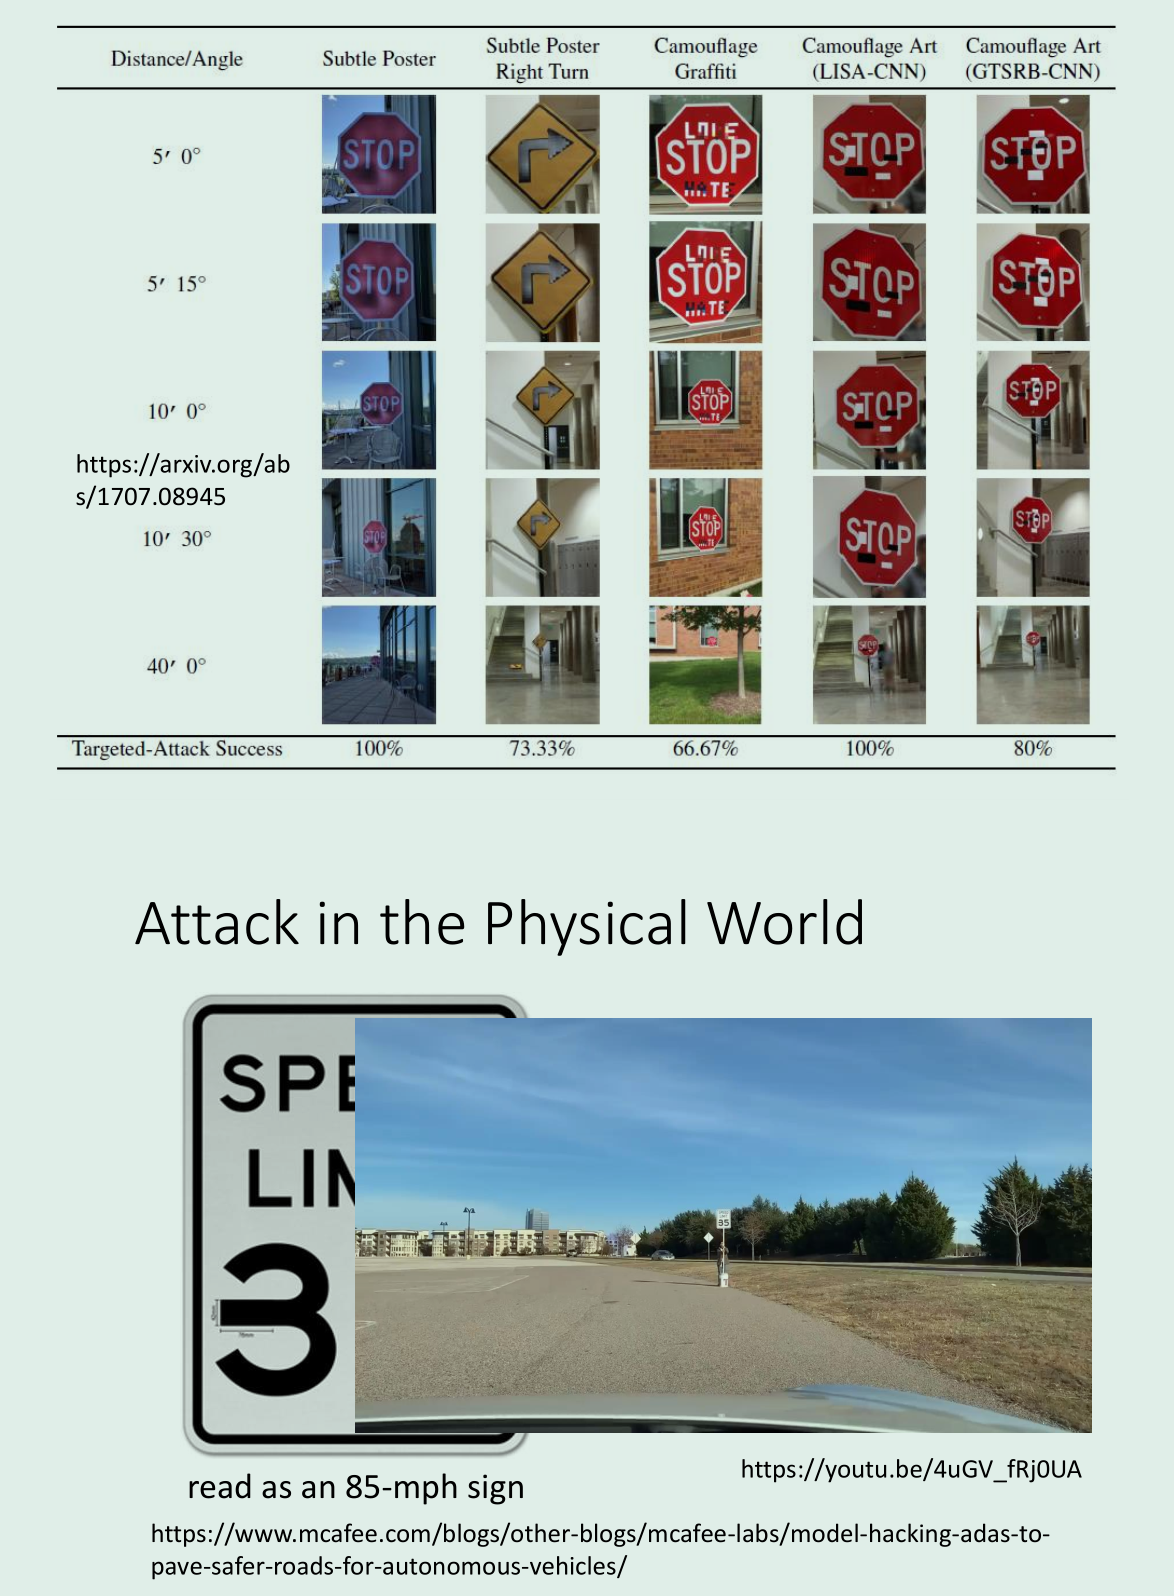 Distance/Angle Subtle Poster Subtle Poster Right Turn Camouflage Graffiti Camouflage Art (LISA-CNN) Camouflage Art (GTSRB-CNN)
5′ 0°
STOP
LOVE STOP HATE
STOP
STOP
5′ 15°
STOP
LOVE STOP HATE
STOP
STOP
10′ 0°
STOP
STOP
STOP
STOP
https://arxiv.org/ab
s/1707.08945
10′ 30°
STOP
STOP
STOP
STOP
40′ 0°
Targeted-Attack Success 100% 73.33% 66.67% 100% 80%
Attack in the Physical World
SPE
LIM
3
35
read as an 85-mph sign
https://youtu.be/4uGV_fRj0UA
https://www.mcafee.com/blogs/other-blogs/mcafee-labs/model-hacking-adas-to-
pave-safer-roads-for-autonomous-vehicles/